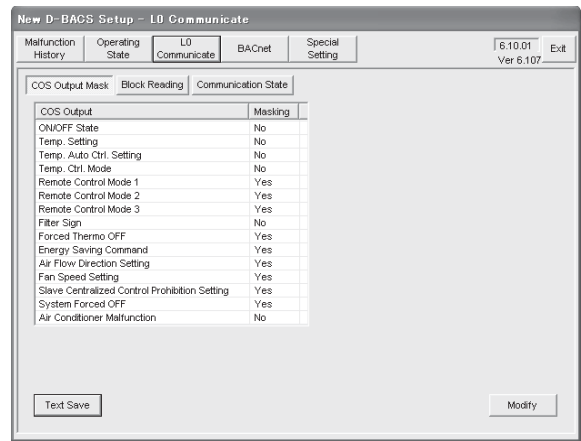 New D-BACS Setup - L0 Communicate
Malfunction History
Operating State
L0 Communicate
BACnet
Special Setting
6.10.01
Ver 6.107
Exit
COS Output Mask
Block Reading
Communication State
COS Output Masking
ON/OFF State No
Temp. Setting No
Temp. Auto Ctrl. Setting No
Temp. Ctrl. Mode No
Remote Control Mode 1 Yes
Remote Control Mode 2 Yes
Remote Control Mode 3 Yes
Filter Sign No
Forced Thermo OFF Yes
Energy Saving Command Yes
Air Flow Direction Setting Yes
Fan Speed Setting Yes
Slave Centralized Control Prohibition Setting Yes
System Forced OFF Yes
Air Conditioner Malfunction No
Text Save
Modify